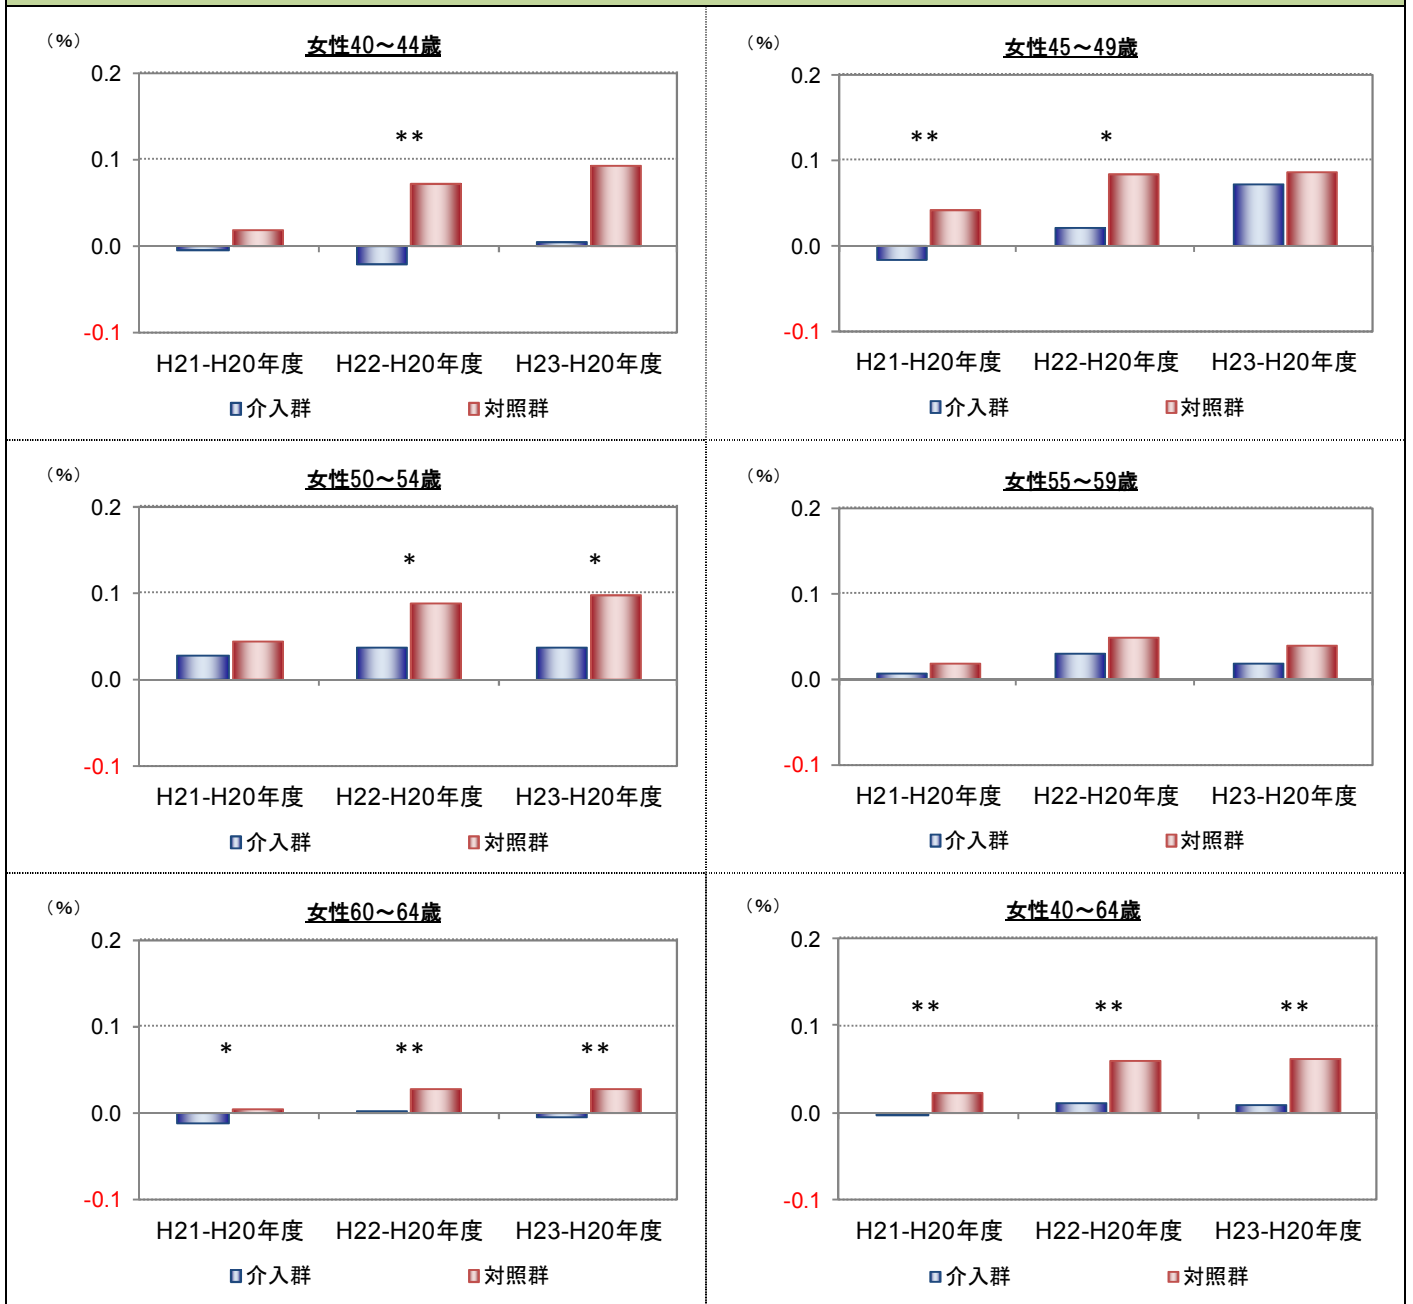 （%）
女性40～44歳
0.2
**
0.1
0.0
-0.1
H21-H20年度 H22-H20年度 H23-H20年度
介入群 対照群
（%）
女性45～49歳
0.2
** *
0.1
0.0
-0.1
H21-H20年度 H22-H20年度 H23-H20年度
介入群 対照群
（%）
女性50～54歳
0.2
* *
0.1
0.0
-0.1
H21-H20年度 H22-H20年度 H23-H20年度
介入群 対照群
（%）
女性55～59歳
0.2
0.1
0.0
-0.1
H21-H20年度 H22-H20年度 H23-H20年度
介入群 対照群
（%）
女性60～64歳
0.2
0.1
* ** **
0.0
-0.1
H21-H20年度 H22-H20年度 H23-H20年度
介入群 対照群
（%）
女性40～64歳
0.2
** ** **
0.1
0.0
-0.1
H21-H20年度 H22-H20年度 H23-H20年度
介入群 対照群